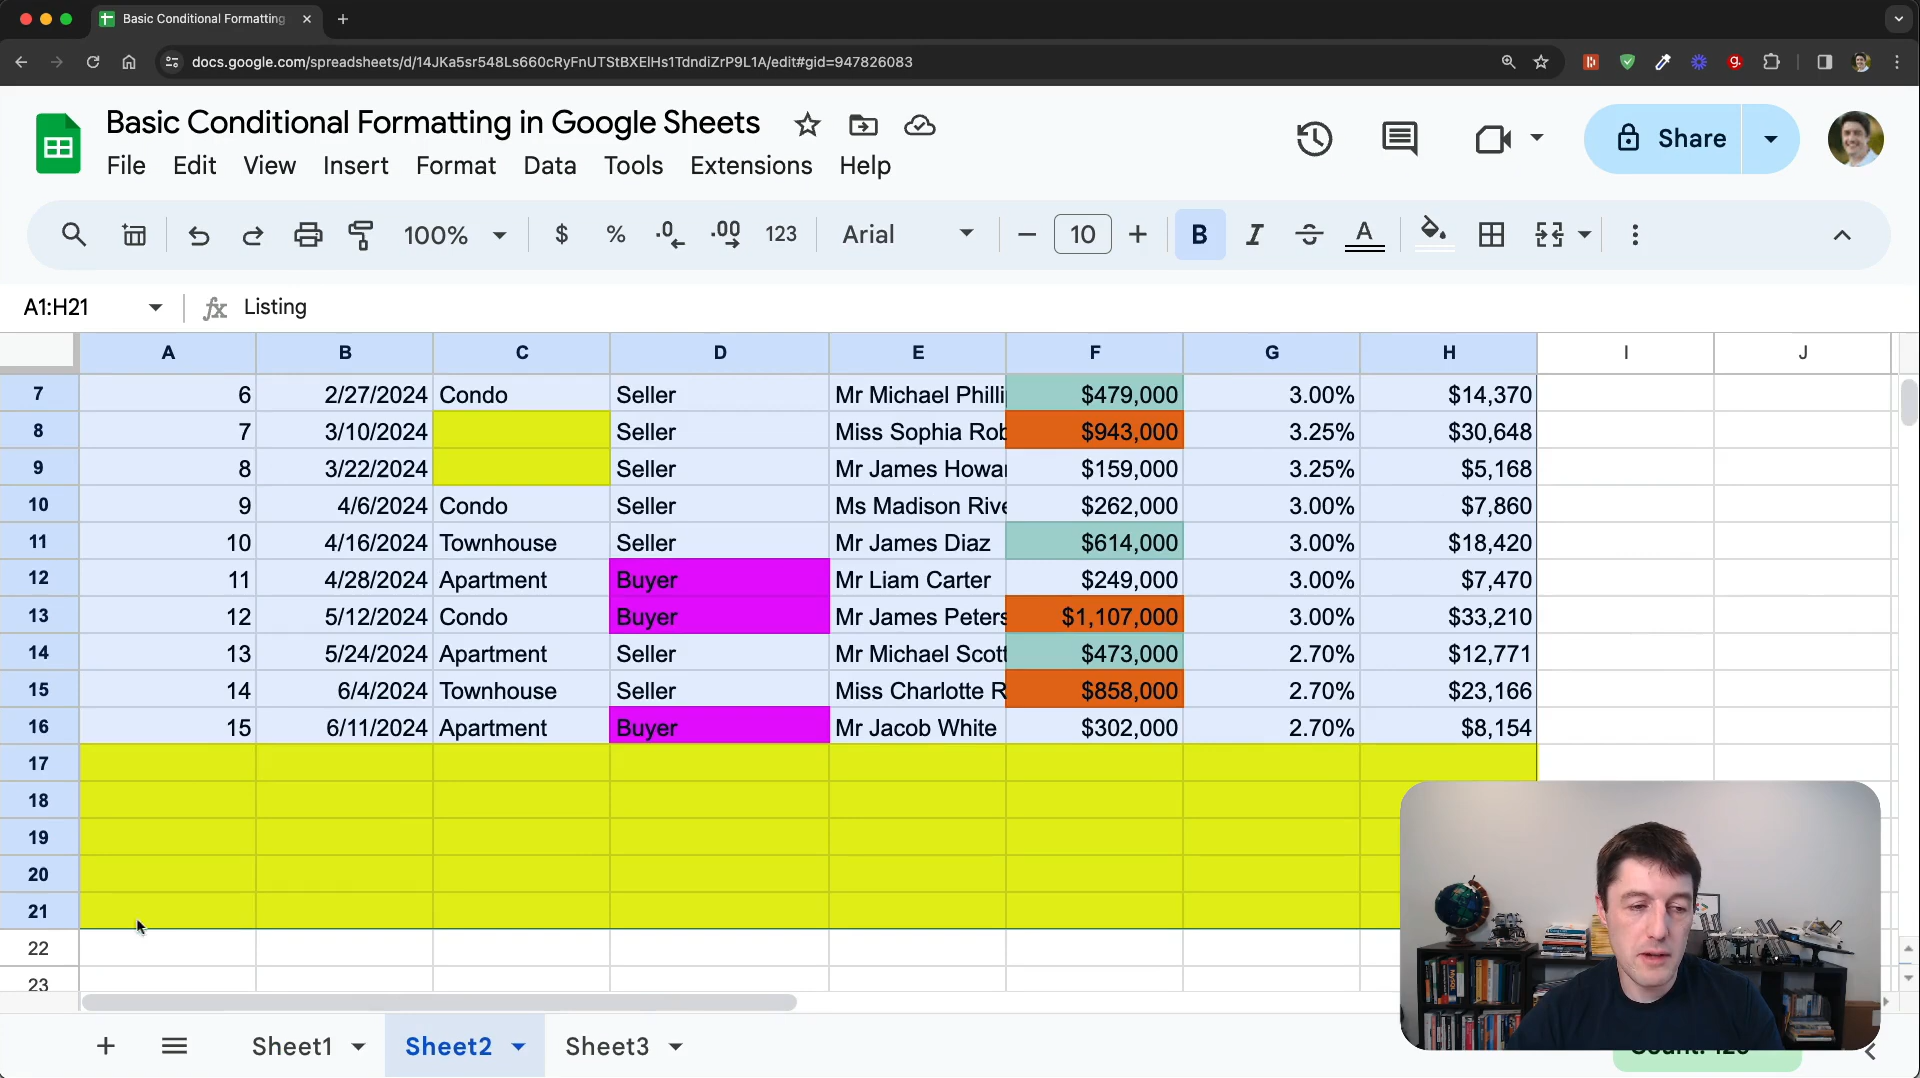 Basic Conditional Formatting
docs.google.com/spreadsheets/d/14JKa5sr548Ls660cRyFnUTStBXElHs1TdndiZrP9L1A/edit#gid=947826083
Basic Conditional Formatting in Google Sheets
File Edit View Insert Format Data Tools Extensions Help
Share
100% $ % .0 .00 123 Arial 10 B I S A
A1:H21 fx Listing
A B C D E F G H I J
7 6 2/27/2024 Condo Seller Mr Michael Philli $479,000 3.00% $14,370
8 7 3/10/2024 Seller Miss Sophia Rob $943,000 3.25% $30,648
9 8 3/22/2024 Seller Mr James Howar $159,000 3.25% $5,168
10 9 4/6/2024 Condo Seller Ms Madison Rive $262,000 3.00% $7,860
11 10 4/16/2024 Townhouse Seller Mr James Diaz $614,000 3.00% $18,420
12 11 4/28/2024 Apartment Buyer Mr Liam Carter $249,000 3.00% $7,470
13 12 5/12/2024 Condo Buyer Mr James Peters $1,107,000 3.00% $33,210
14 13 5/24/2024 Apartment Seller Mr Michael Scott $473,000 2.70% $12,771
15 14 6/4/2024 Townhouse Seller Miss Charlotte R $858,000 2.70% $23,166
16 15 6/11/2024 Apartment Buyer Mr Jacob White $302,000 2.70% $8,154
17
18
19
20
21
22
23
Sheet1 Sheet2 Sheet3
MySQL